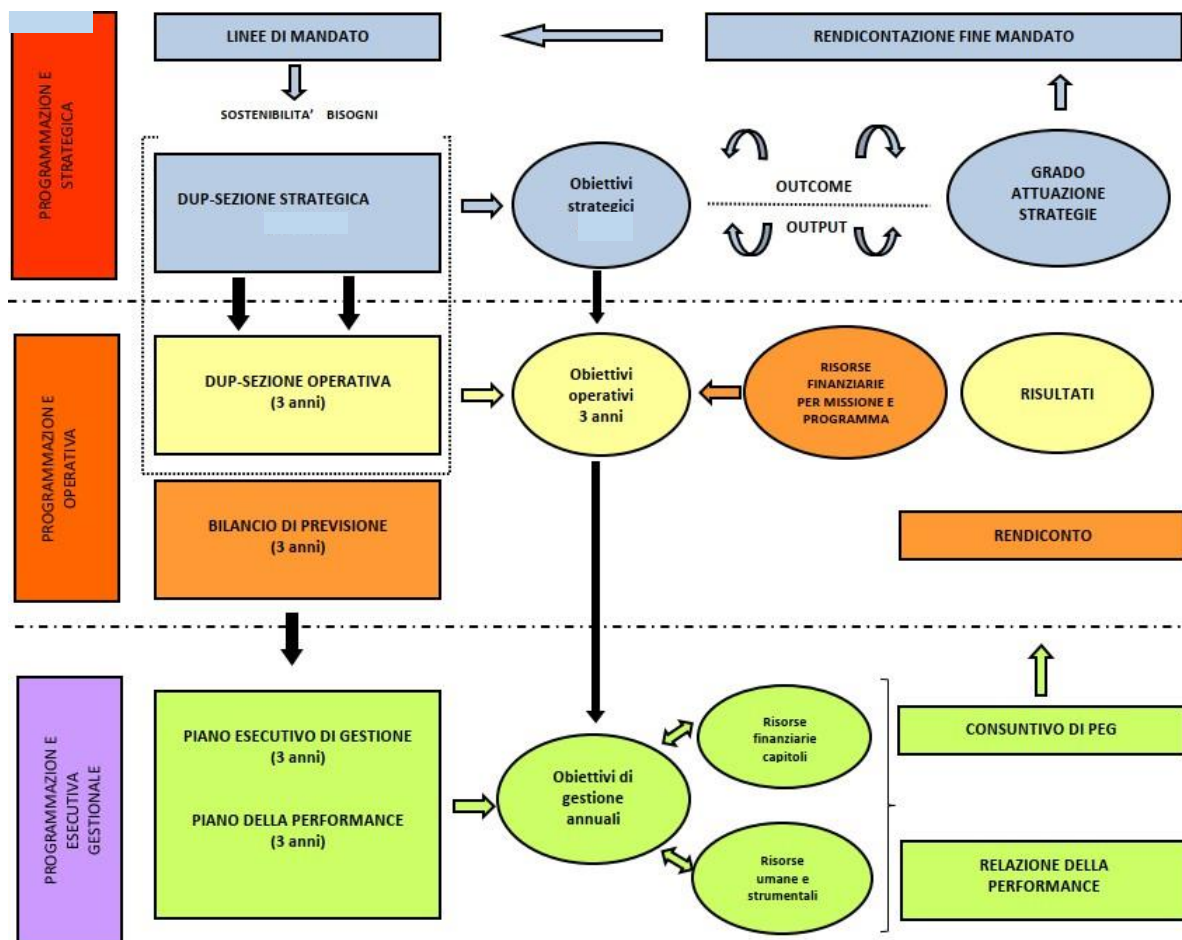 PROGRAMMAZIONE E
STRATEGICA
LINEE DI MANDATO
RENDICONTAZIONE FINE MANDATO
SOSTENIBILITA' BISOGNI
DUP-SEZIONE STRATEGICA
Obiettivi
strategici
OUTCOME
OUTPUT
GRADO
ATTUAZIONE
STRATEGIE
PROGRAMMAZIONE E
OPERATIVA
DUP-SEZIONE OPERATIVA
(3 anni)
Obiettivi
operativi
3 anni
RISORSE
FINANZIARIE
PER MISSIONE E
PROGRAMMA
RISULTATI
BILANCIO DI PREVISIONE
(3 anni)
RENDICONTO
PROGRAMMAZIONE E
ESECUTIVA
GESTIONALE
PIANO ESECUTIVO DI GESTIONE
(3 anni)
PIANO DELLA PERFORMANCE
(3 anni)
Obiettivi di
gestione
annuali
Risorse
finanziarie
capitoli
Risorse
umane e
strumentali
CONSUNTIVO DI PEG
RELAZIONE DELLA
PERFORMANCE